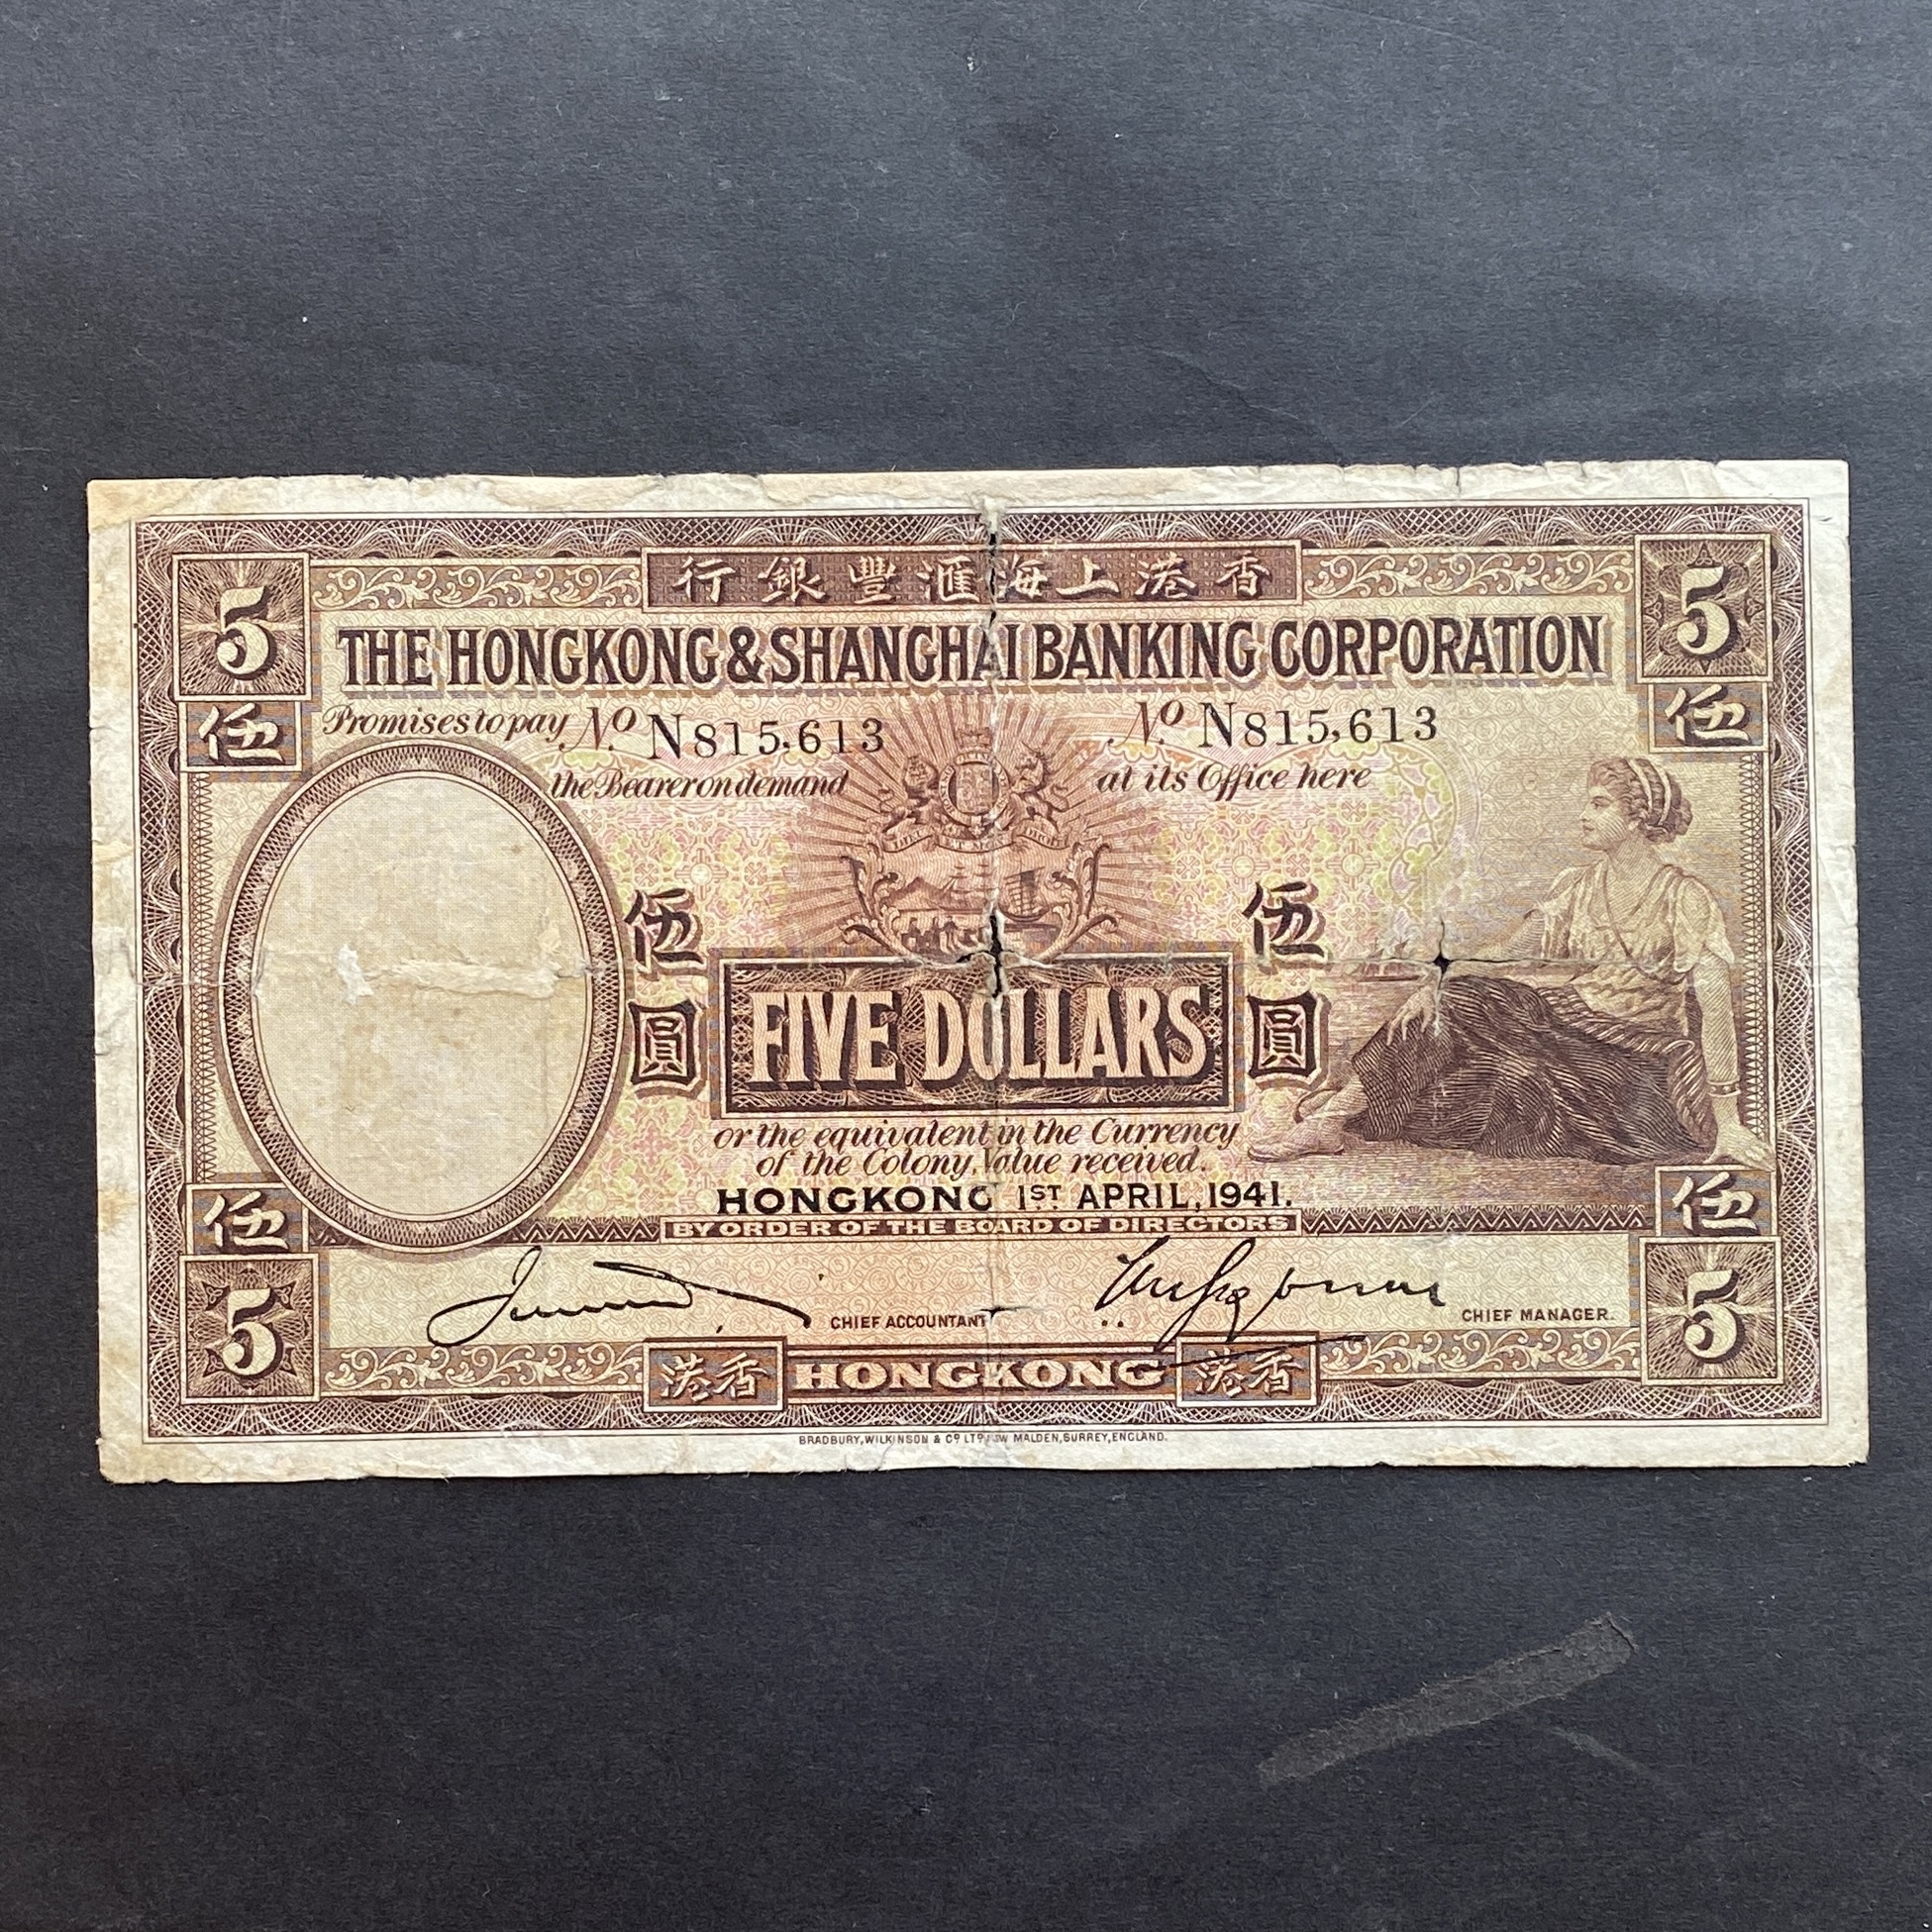 行銀豐滙海上港香
5 5
THE HONGKONG & SHANGHAI BANKING CORPORATION
伍 伍
Promises to pay No. N815,613 No. N815,613
the Bearer on demand at its Office here
伍 伍
圓 圓
FIVE DOLLARS
or the equivalent in the Currency
of the Colony, Value received.
HONGKONG 1ST APRIL, 1941.
伍 伍
BY ORDER OF THE BOARD OF DIRECTORS
CHIEF ACCOUNTANT CHIEF MANAGER.
5 5
港香 HONGKONG 港香
BRADBURY, WILKINSON & Co. LTD. NEW MALDEN, SURREY, ENGLAND.